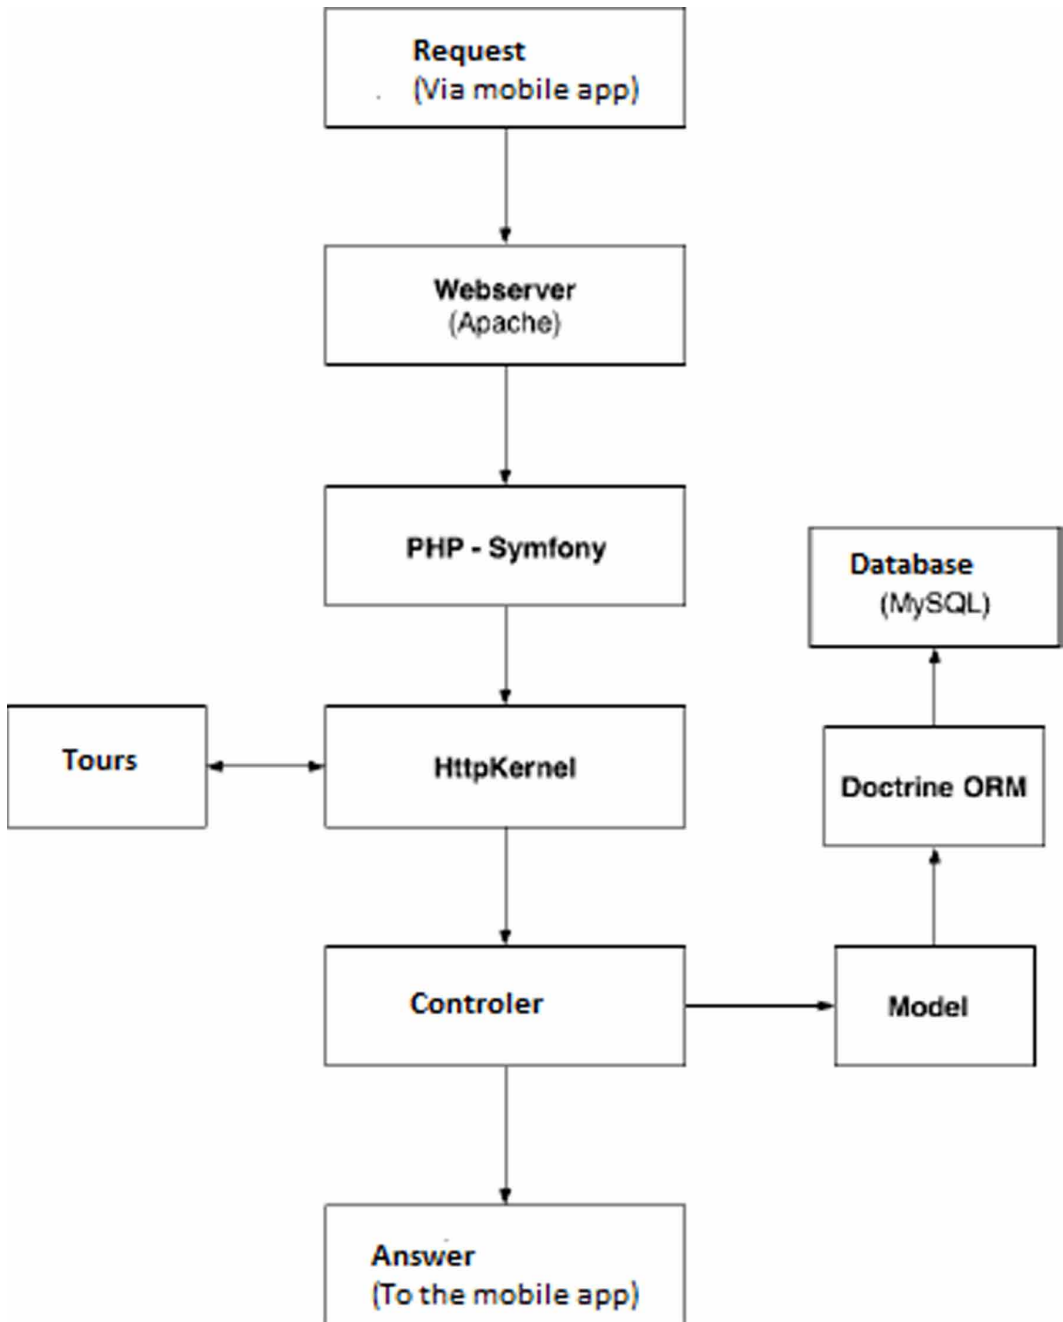 Request
(Via mobile app)
Webserver
(Apache)
PHP - Symfony
Database
(MySQL)
Tours
HttpKernel
Doctrine ORM
Controler
Model
Answer
(To the mobile app)